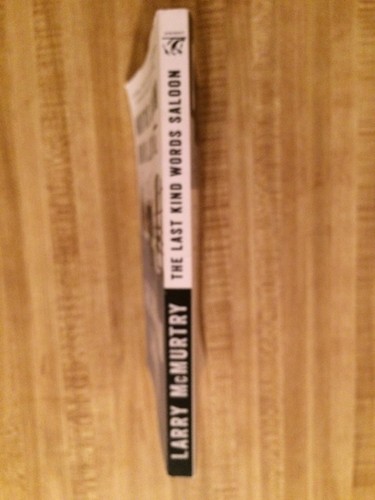 LARRY McMURTRY
THE LAST KIND WORDS SALOON